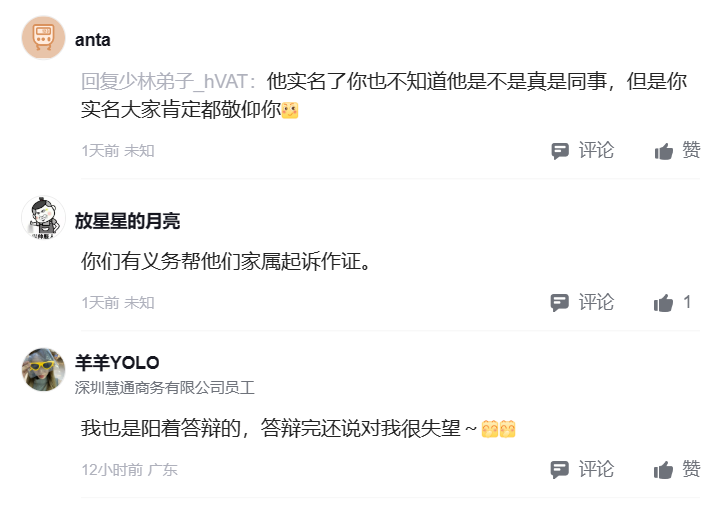 anta
回复少林弟子_hVAT：他实名了你也不知道他是不是真是同事，但是你
实名大家肯定都敬仰你
1天前 未知
评论
赞
放星星的月亮
你们有义务帮他们家属起诉作证。
1天前 未知
评论
1
羊羊YOLO
深圳慧通商务有限公司员工
我也是阳着答辩的，答辩完还说对我很失望～
12小时前 广东
评论
赞